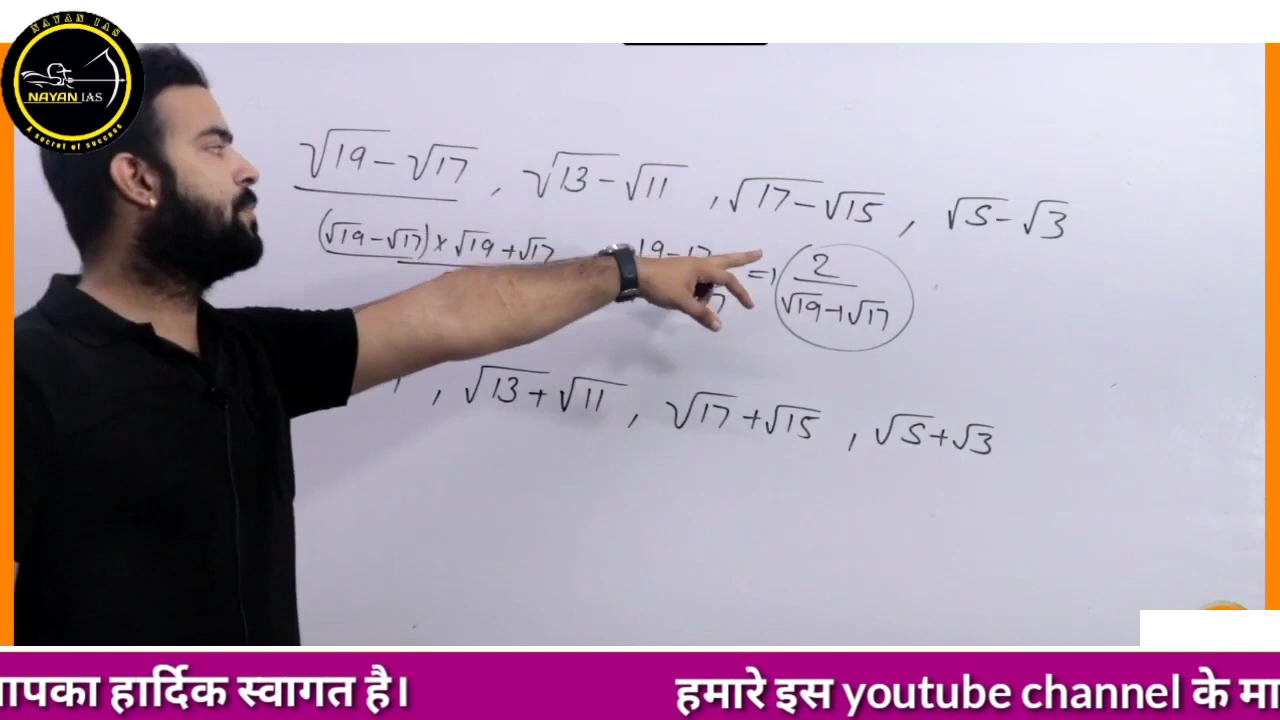 NAYAN IAS
NAYAN IAS
A secret of success
√19 - √17 , √13 - √11 , √17 - √15 , √5 - √3
(√19 - √17) × √19 + √17 19 - 17 => 2 / √19 + √17
, √13 + √11 , √17 + √15 , √5 + √3
हार्दिक स्वागत है। हमारे इस youtube channel के